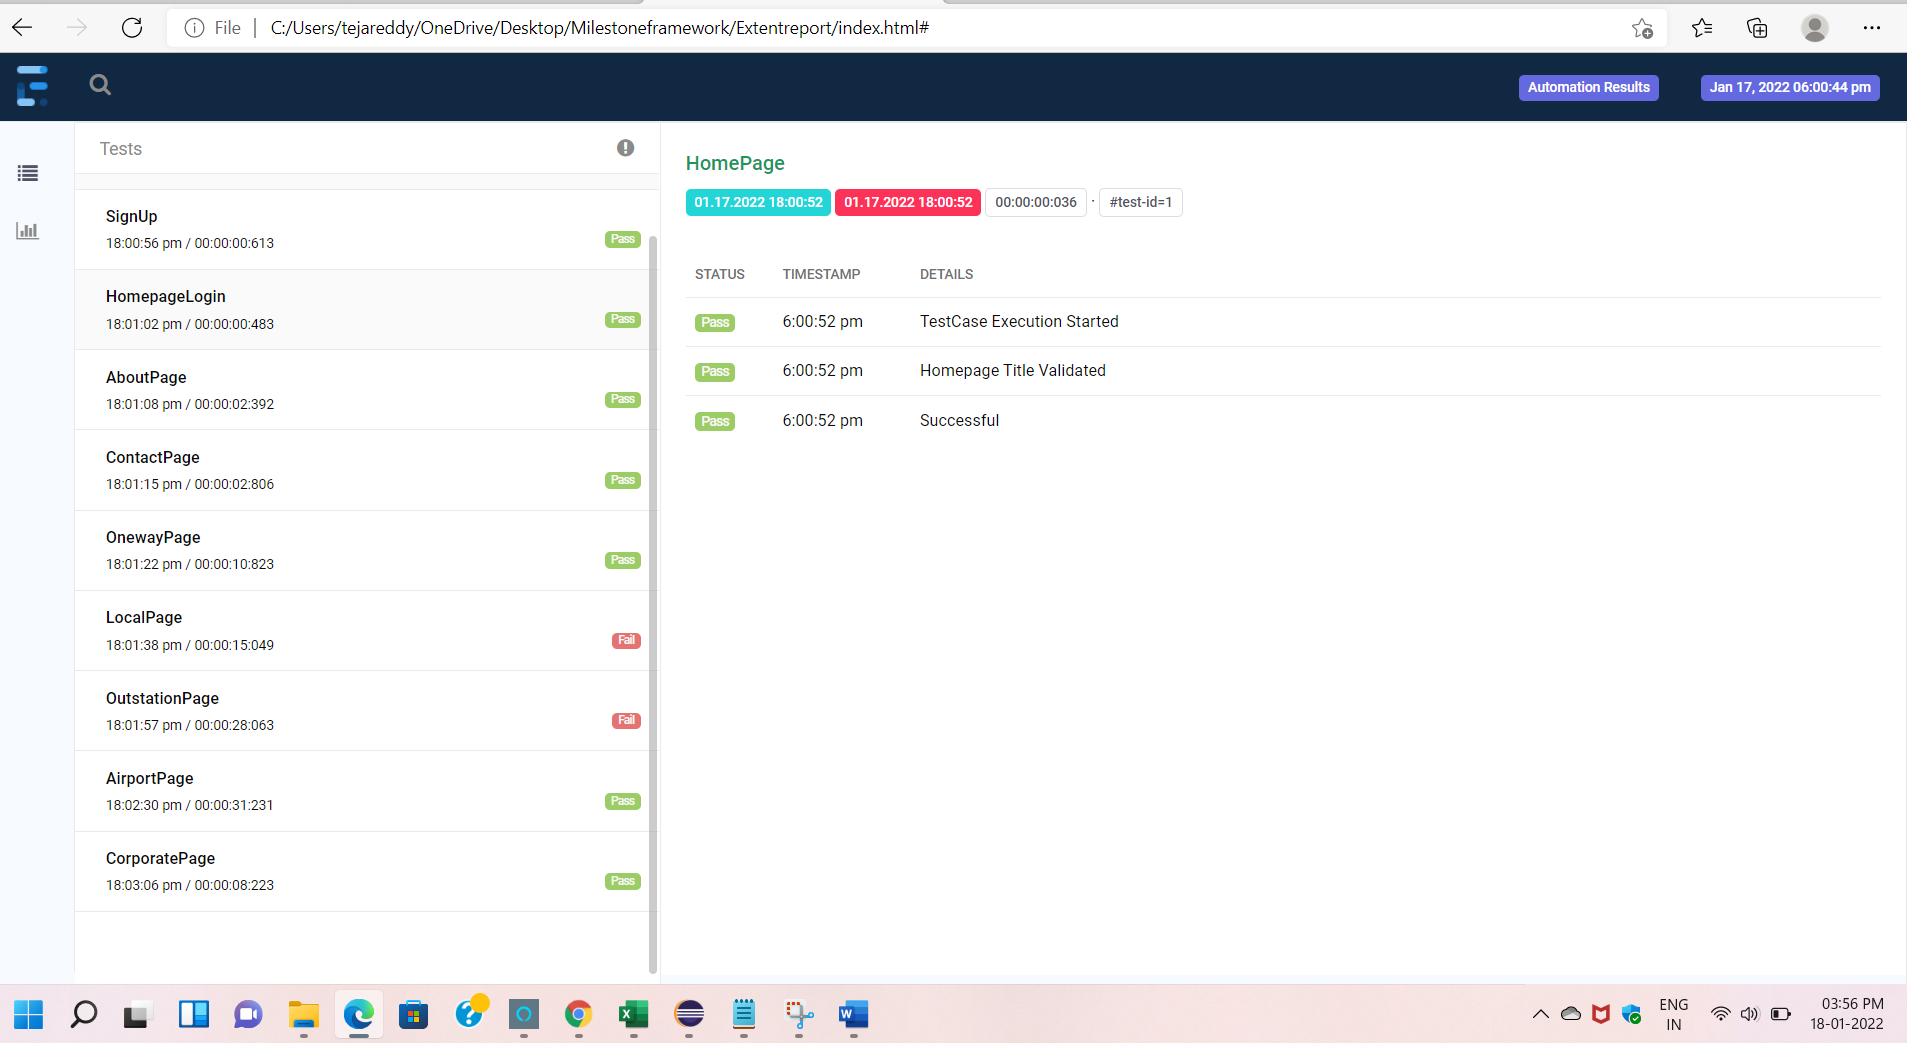 File | C:/Users/tejareddy/OneDrive/Desktop/Milestoneframework/Extentreport/index.html#
Automation Results Jan 17, 2022 06:00:44 pm
Tests
SignUp
18:00:56 pm / 00:00:00:613 Pass
HomepageLogin
18:01:02 pm / 00:00:00:483 Pass
AboutPage
18:01:08 pm / 00:00:02:392 Pass
ContactPage
18:01:15 pm / 00:00:02:806 Pass
OnewayPage
18:01:22 pm / 00:00:10:823 Pass
LocalPage
18:01:38 pm / 00:00:15:049 Fail
OutstationPage
18:01:57 pm / 00:00:28:063 Fail
AirportPage
18:02:30 pm / 00:00:31:231 Pass
CorporatePage
18:03:06 pm / 00:00:08:223 Pass
HomePage
01.17.2022 18:00:52 01.17.2022 18:00:52 00:00:00:036 · #test-id=1
STATUS TIMESTAMP DETAILS
Pass 6:00:52 pm TestCase Execution Started
Pass 6:00:52 pm Homepage Title Validated
Pass 6:00:52 pm Successful
ENG
IN
03:56 PM
18-01-2022